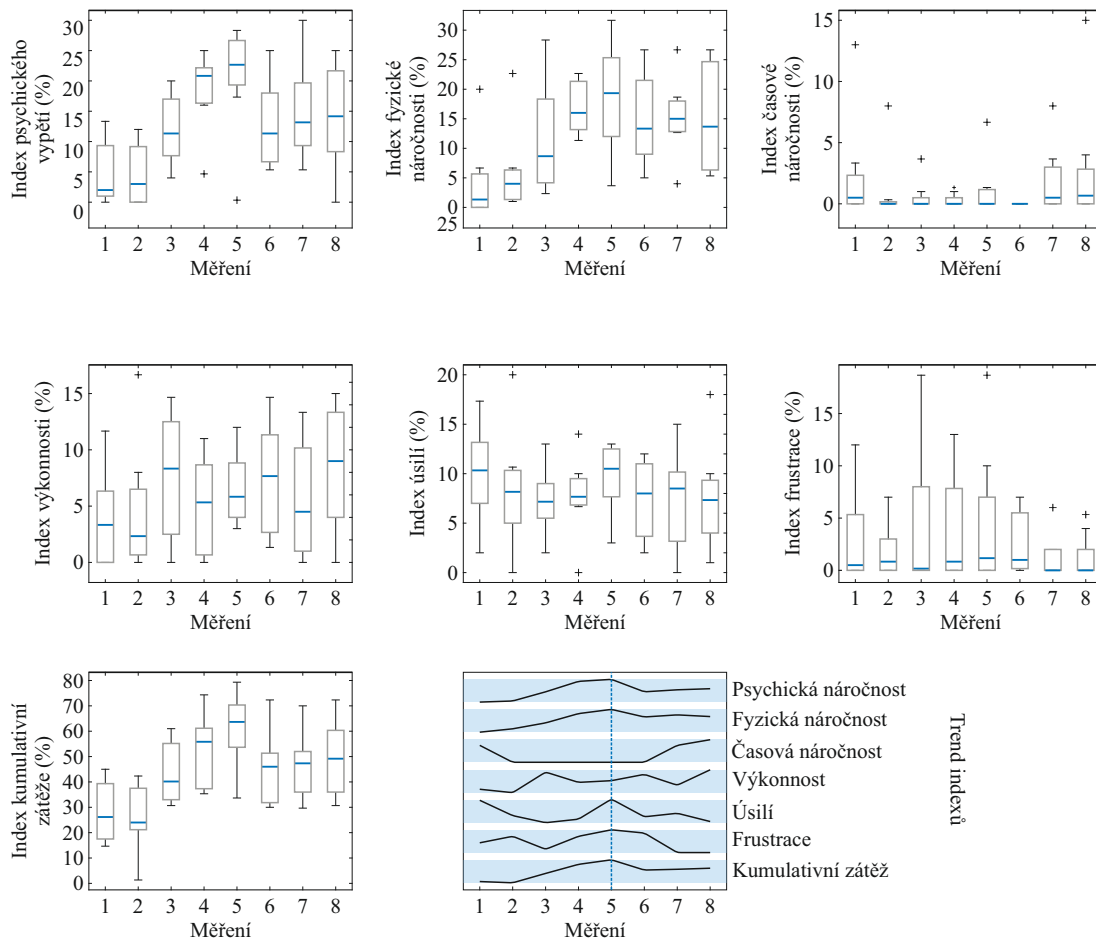 Index psychického
vypětí (%)
30
25
20
15
10
5
0
1 2 3 4 5 6 7 8
Měření
Index fyzické
náročnosti (%)
30
25
20
15
10
5
0
25
1 2 3 4 5 6 7 8
Měření
Index časové
náročnosti (%)
15
10
5
0
1 2 3 4 5 6 7 8
Měření
Index výkonnosti (%)
15
10
5
0
1 2 3 4 5 6 7 8
Měření
Index úsilí (%)
20
15
10
5
0
1 2 3 4 5 6 7 8
Měření
Index frustrace (%)
15
10
5
0
1 2 3 4 5 6 7 8
Měření
Index kumulativní
zátěže (%)
80
70
60
50
40
30
20
10
0
1 2 3 4 5 6 7 8
Měření
Psychická náročnost
Fyzická náročnost
Časová náročnost
Výkonnost
Úsilí
Frustrace
Kumulativní zátěž
Trend indexů
1 2 3 4 5 6 7 8
Měření